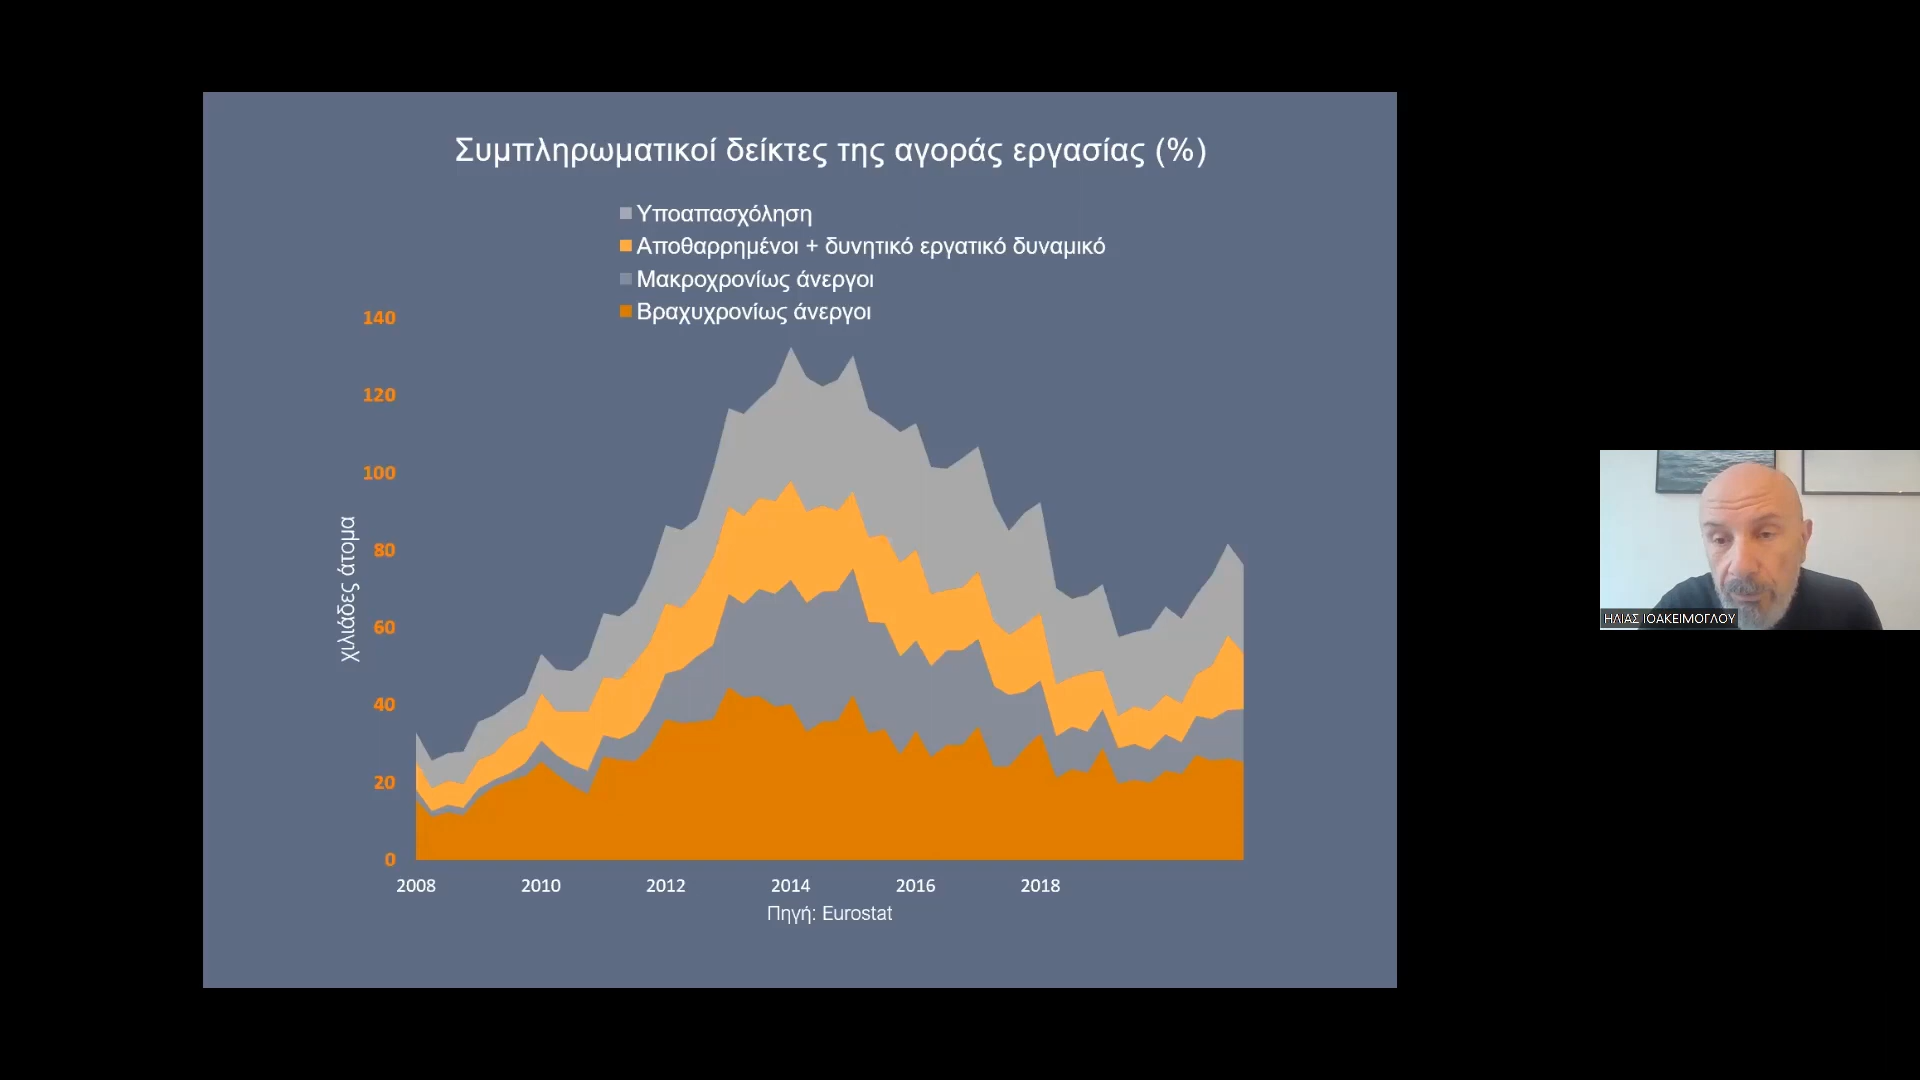 Συμπληρωματικοί δείκτες της αγοράς εργασίας (%)
Υποαπασχόληση
Αποθαρρημένοι + δυνητικό εργατικό δυναμικό
Μακροχρονίως άνεργοι
Βραχυχρονίως άνεργοι
140
120
100
80
60
40
20
0
χιλιάδες άτομα
2008 2010 2012 2014 2016 2018
Πηγή: Eurostat
ΗΛΙΑΣ ΙΟΑΚΕΙΜΟΓΛΟΥ